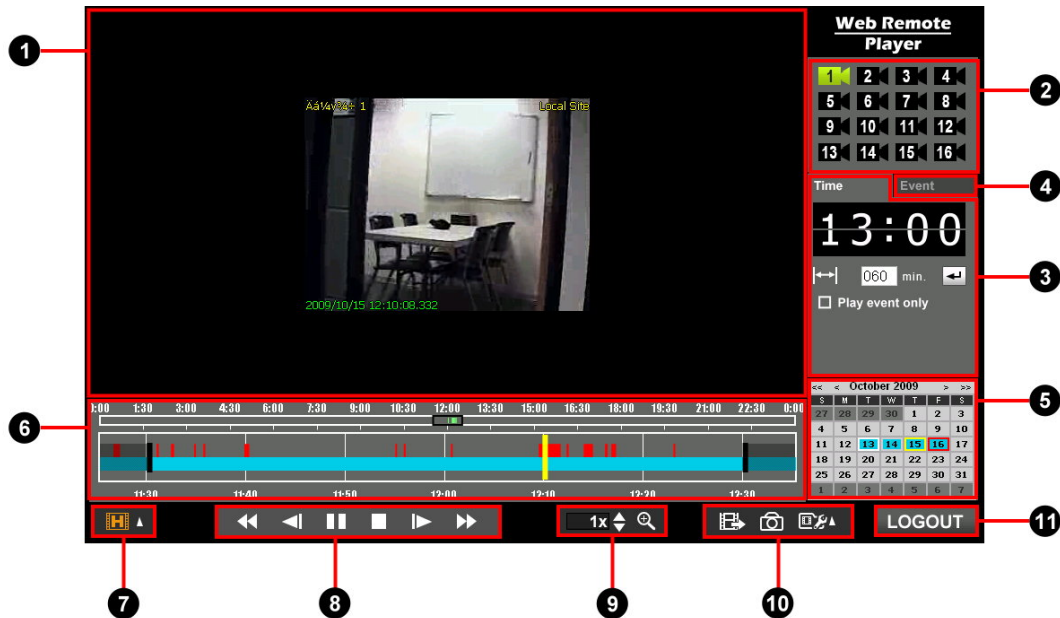 Web Remote
Player
1
2
1 2 3 4
5 6 7 8
9 10 11 12
13 14 15 16
Äá¼v¾÷ 1 Local Site
Time Event
4
13:00
3
060 min.
Play event only
2009/10/15 12:10:08.332
<< < October 2009 > >>
S M T W T F S
27 28 29 30 1 2 3
4 5 6 7 8 9 10
11 12 13 14 15 16 17
18 19 20 21 22 23 24
25 26 27 28 29 30 31
1 2 3 4 5 6 7
5
6
0:00 1:30 3:00 4:30 6:00 7:30 9:00 10:30 12:00 13:30 15:00 16:30 18:00 19:30 21:00 22:30 0:00
11:30 11:40 11:50 12:00 12:10 12:20 12:30
H
1x
LOGOUT
11
7
8
9
10